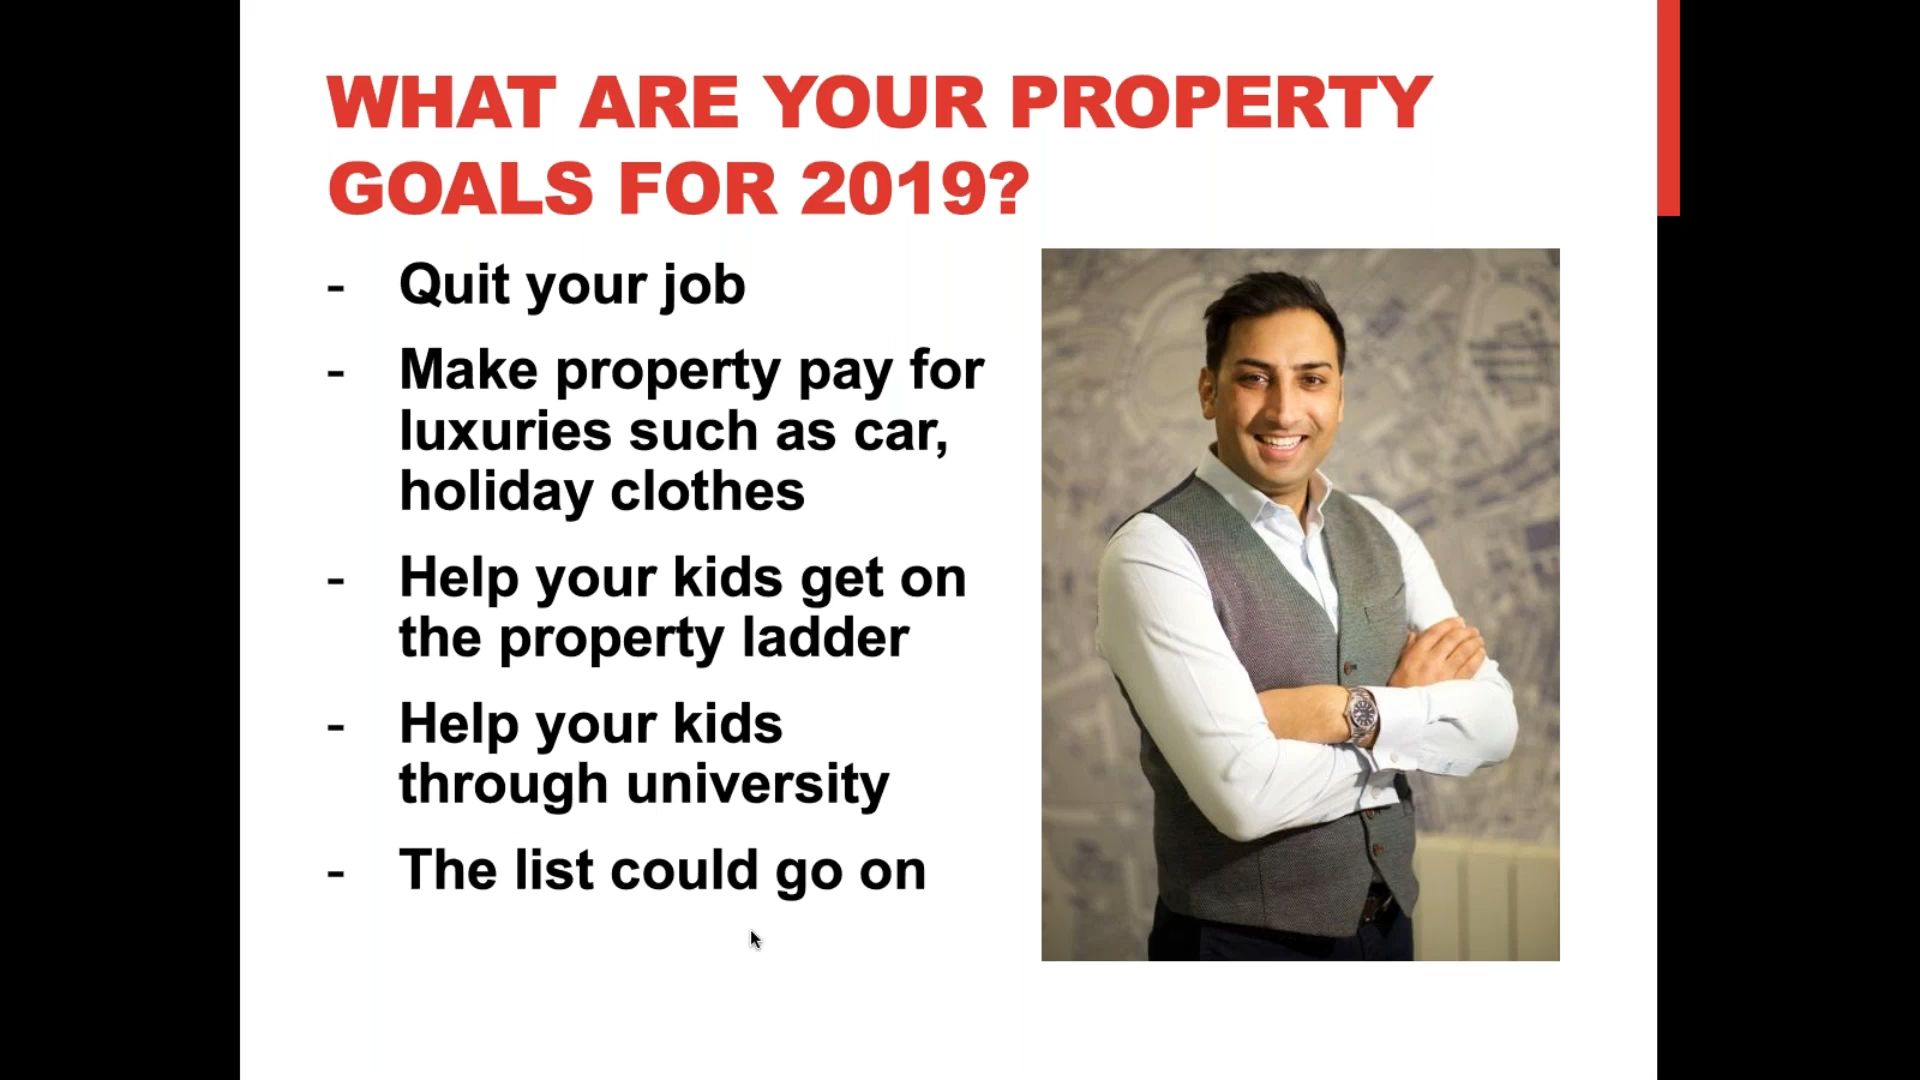 WHAT ARE YOUR PROPERTY
GOALS FOR 2019?
- Quit your job
- Make property pay for
luxuries such as car,
holiday clothes
- Help your kids get on
the property ladder
- Help your kids
through university
- The list could go on